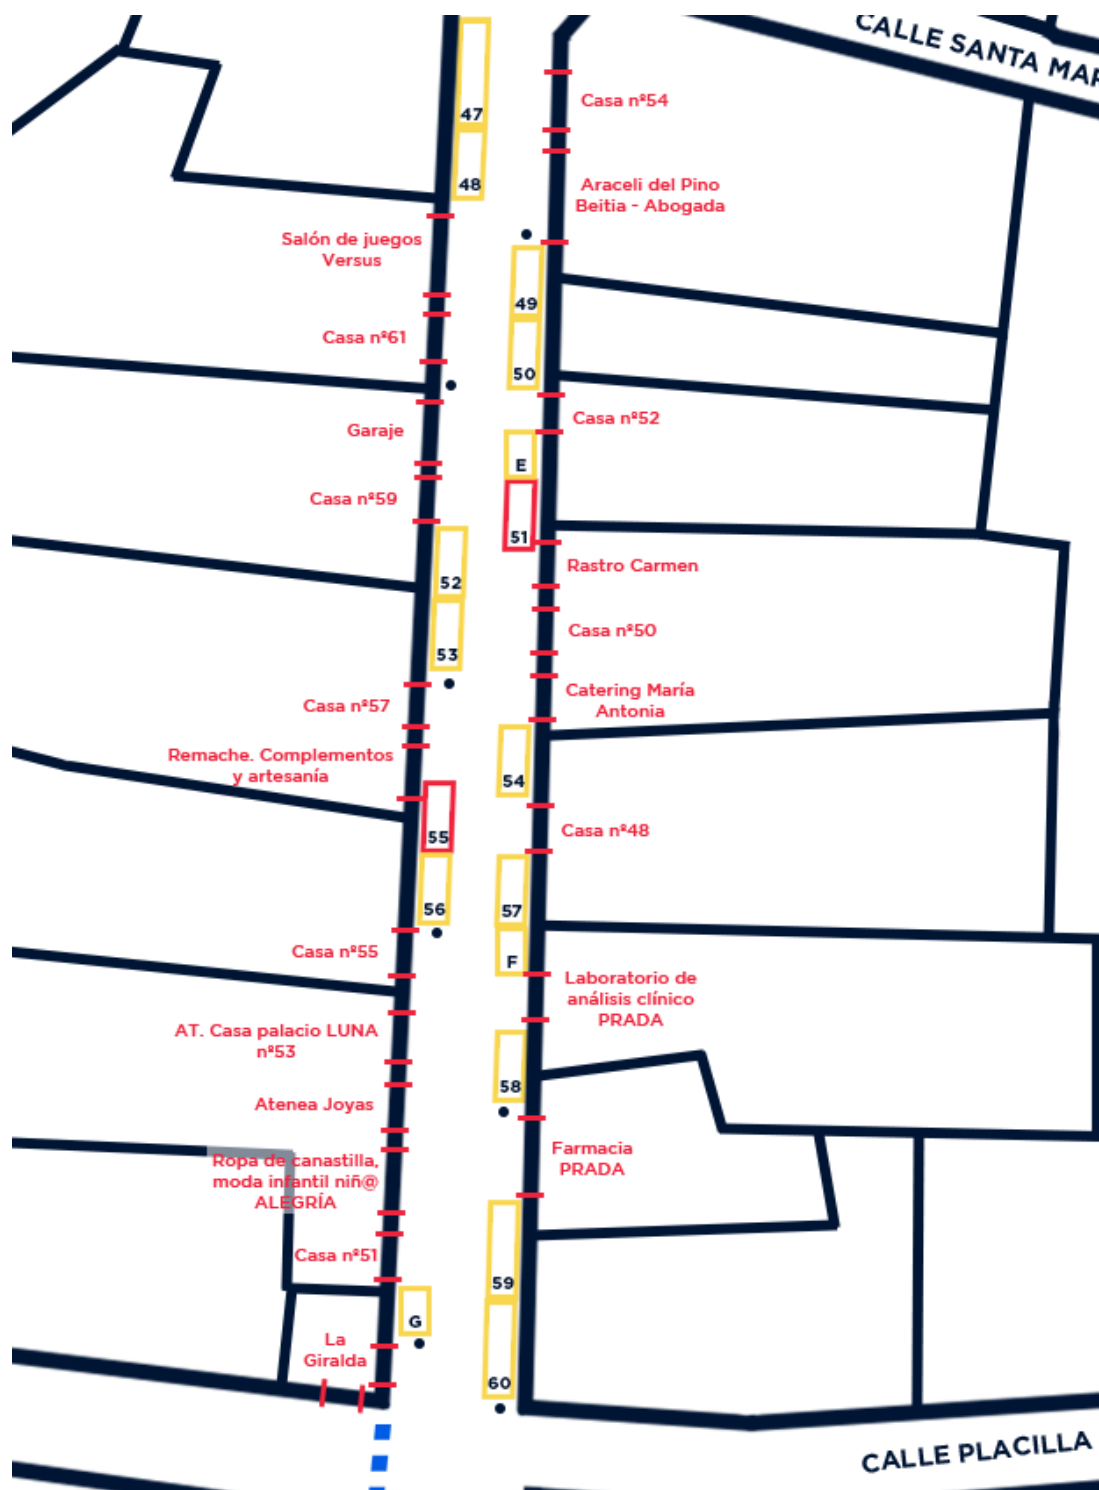 CALLE SANTA MAR
47
Casa nº54
48
Araceli del Pino
Beitia - Abogada
Salón de juegos
Versus
49
Casa nº61
50
Casa nº52
Garaje
E
Casa nº59
51
Rastro Carmen
52
Casa nº50
53
Catering María
Antonia
Casa nº57
Remache. Complementos
y artesanía
54
55
Casa nº48
56
57
Casa nº55
F
Laboratorio de
análisis clínico
PRADA
AT. Casa palacio LUNA
nº53
58
Atenea Joyas
Farmacia
PRADA
Ropa de canastilla,
moda infantil niñ@
ALEGRÍA
Casa nº51
59
G
La
Giralda
60
CALLE PLACILLA